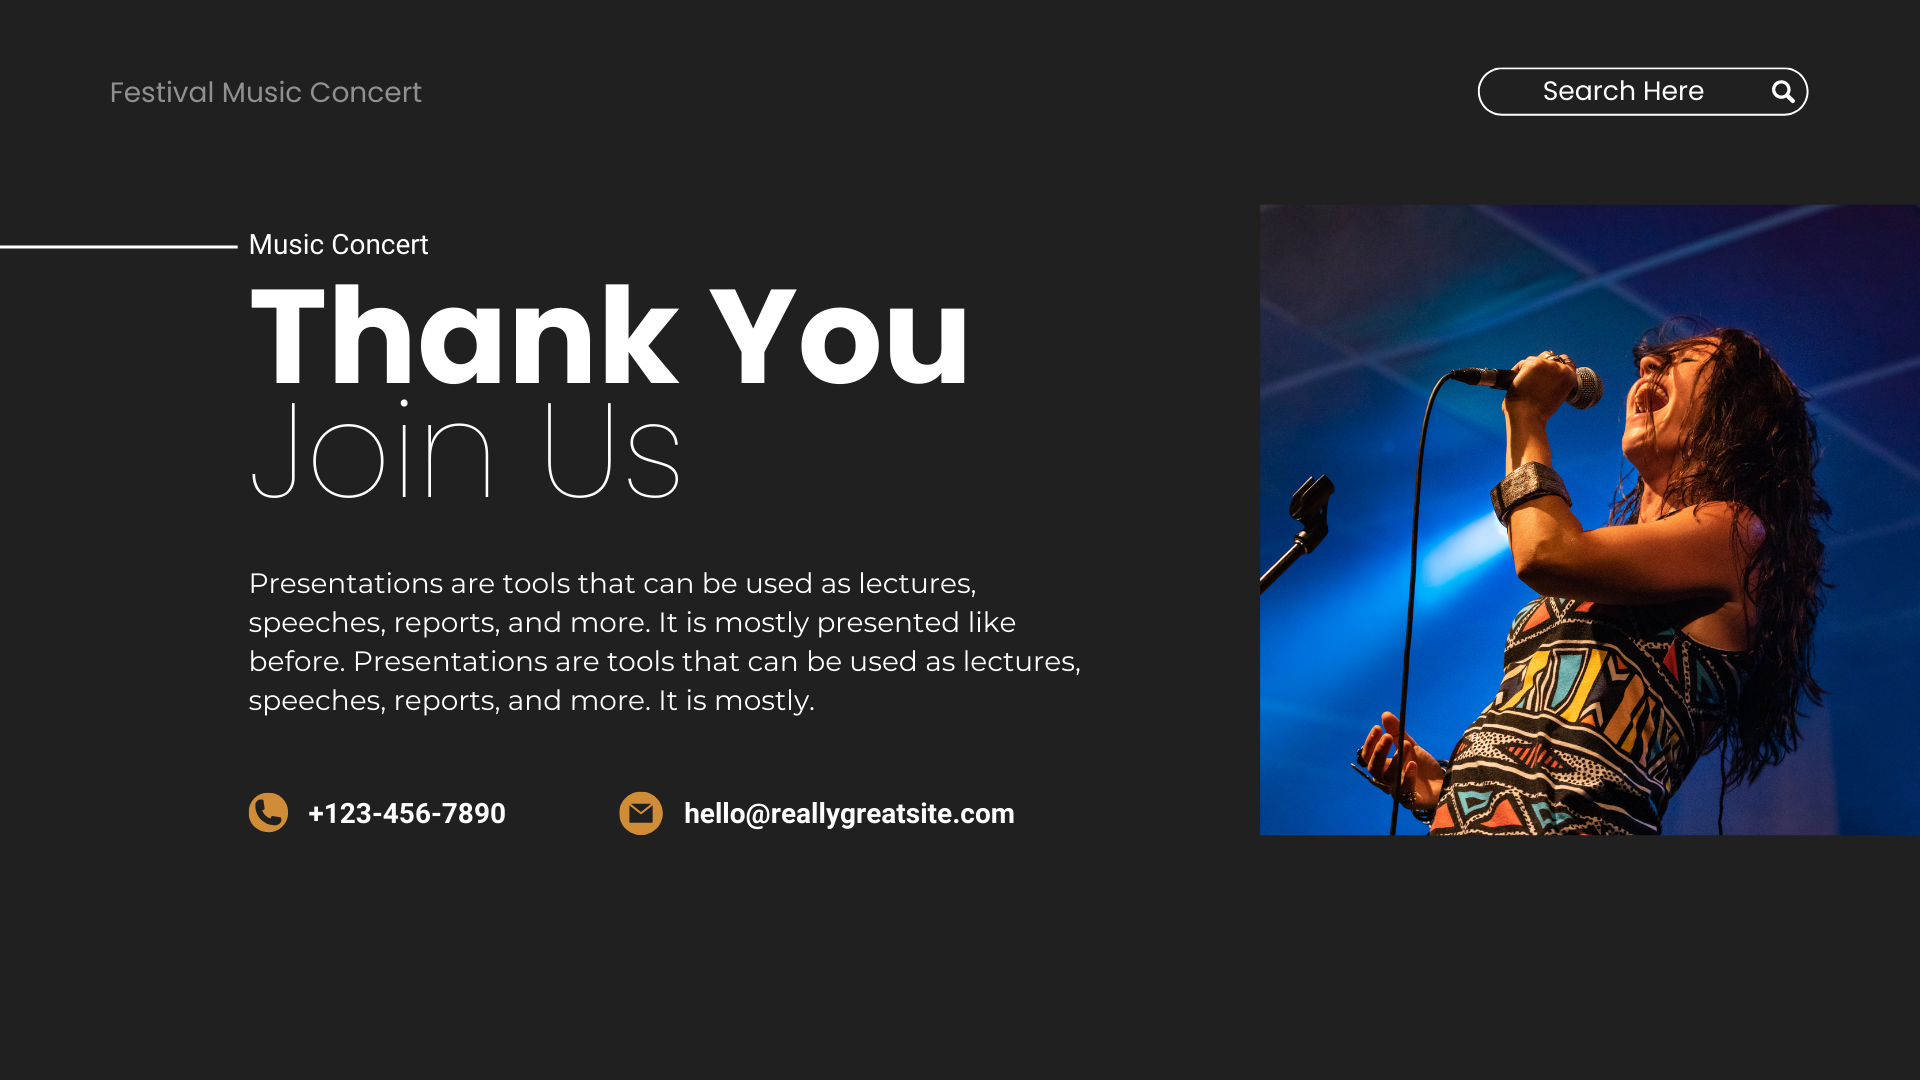 Festival Music Concert
Search Here
Music Concert
Thank You
Join Us
Presentations are tools that can be used as lectures,
speeches, reports, and more. It is mostly presented like
before. Presentations are tools that can be used as lectures,
speeches, reports, and more. It is mostly.
+123-456-7890
hello@reallygreatsite.com